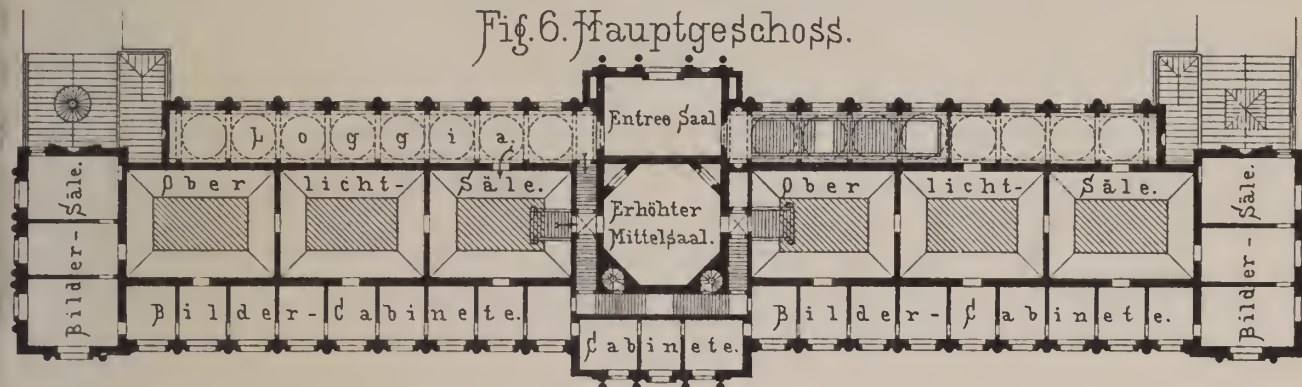 Fig. 6. Hauptgeschoss.
Loggia
Entree Saal
Ober licht- Säle.
Erhöhter
Mittelsaal.
Ober licht- Säle.
Bilder-Säle.
Bilder-Säle.
Bilder-Cabinete.
Bilder-Cabinete.
Cabinete.